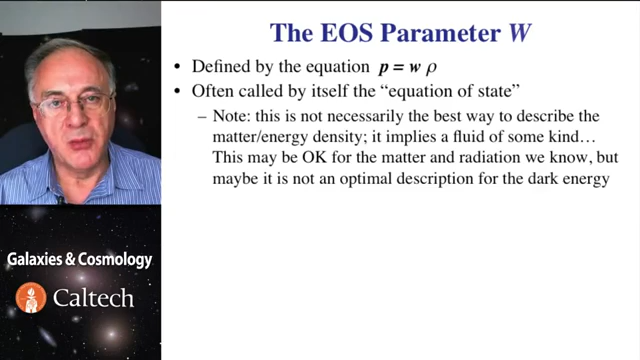 The EOS Parameter W
• Defined by the equation p = w ρ
• Often called by itself the “equation of state”
– Note: this is not necessarily the best way to describe the
matter/energy density; it implies a fluid of some kind…
This may be OK for the matter and radiation we know, but
maybe it is not an optimal description for the dark energy
Galaxies & Cosmology
Caltech